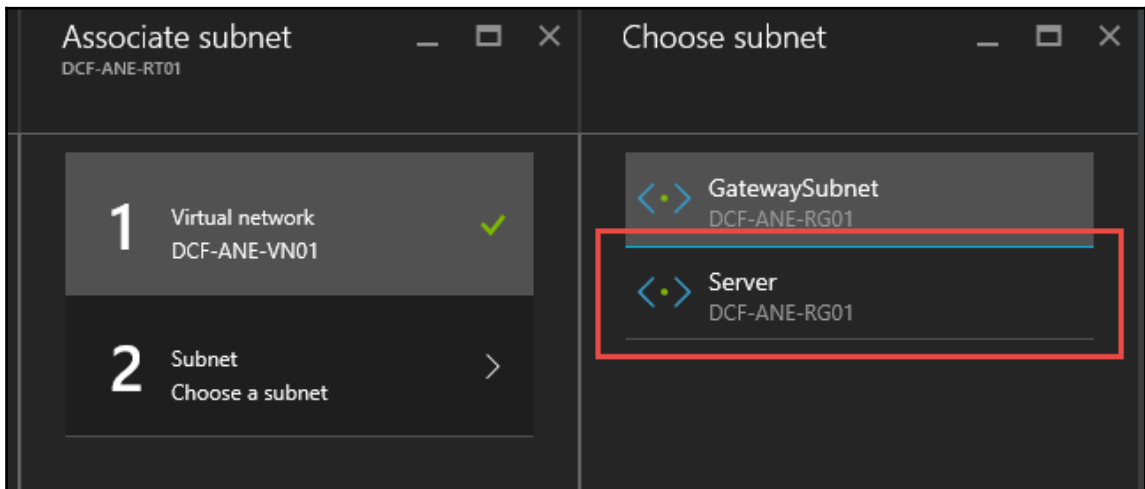 Associate subnet
DCF-ANE-RT01
1
Virtual network
DCF-ANE-VN01
2
Subnet
Choose a subnet
Choose subnet
GatewaySubnet
DCF-ANE-RG01
Server
DCF-ANE-RG01